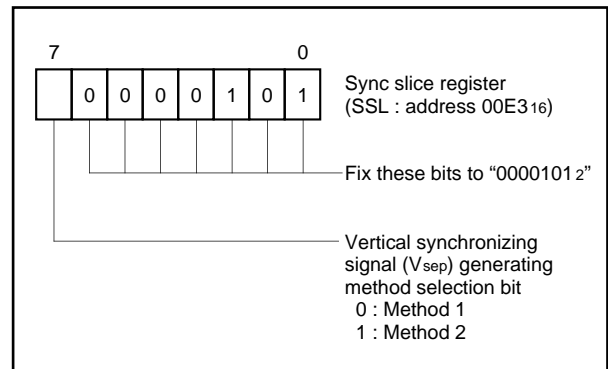 7 0
0 0 0 0 1 0 1
Sync slice register
(SSL : address 00E316)
Fix these bits to “00001012”
Vertical synchronizing
signal (Vsep) generating
method selection bit
0 : Method 1
1 : Method 2